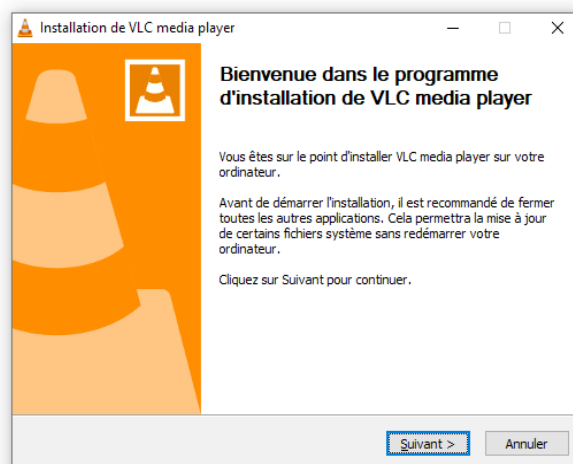 Installation de VLC media player
Bienvenue dans le programme
d'installation de VLC media player
Vous êtes sur le point d'installer VLC media player sur votre
ordinateur.
Avant de démarrer l'installation, il est recommandé de fermer
toutes les autres applications. Cela permettra la mise à jour
de certains fichiers système sans redémarrer votre
ordinateur.
Cliquez sur Suivant pour continuer.
Suivant >
Annuler